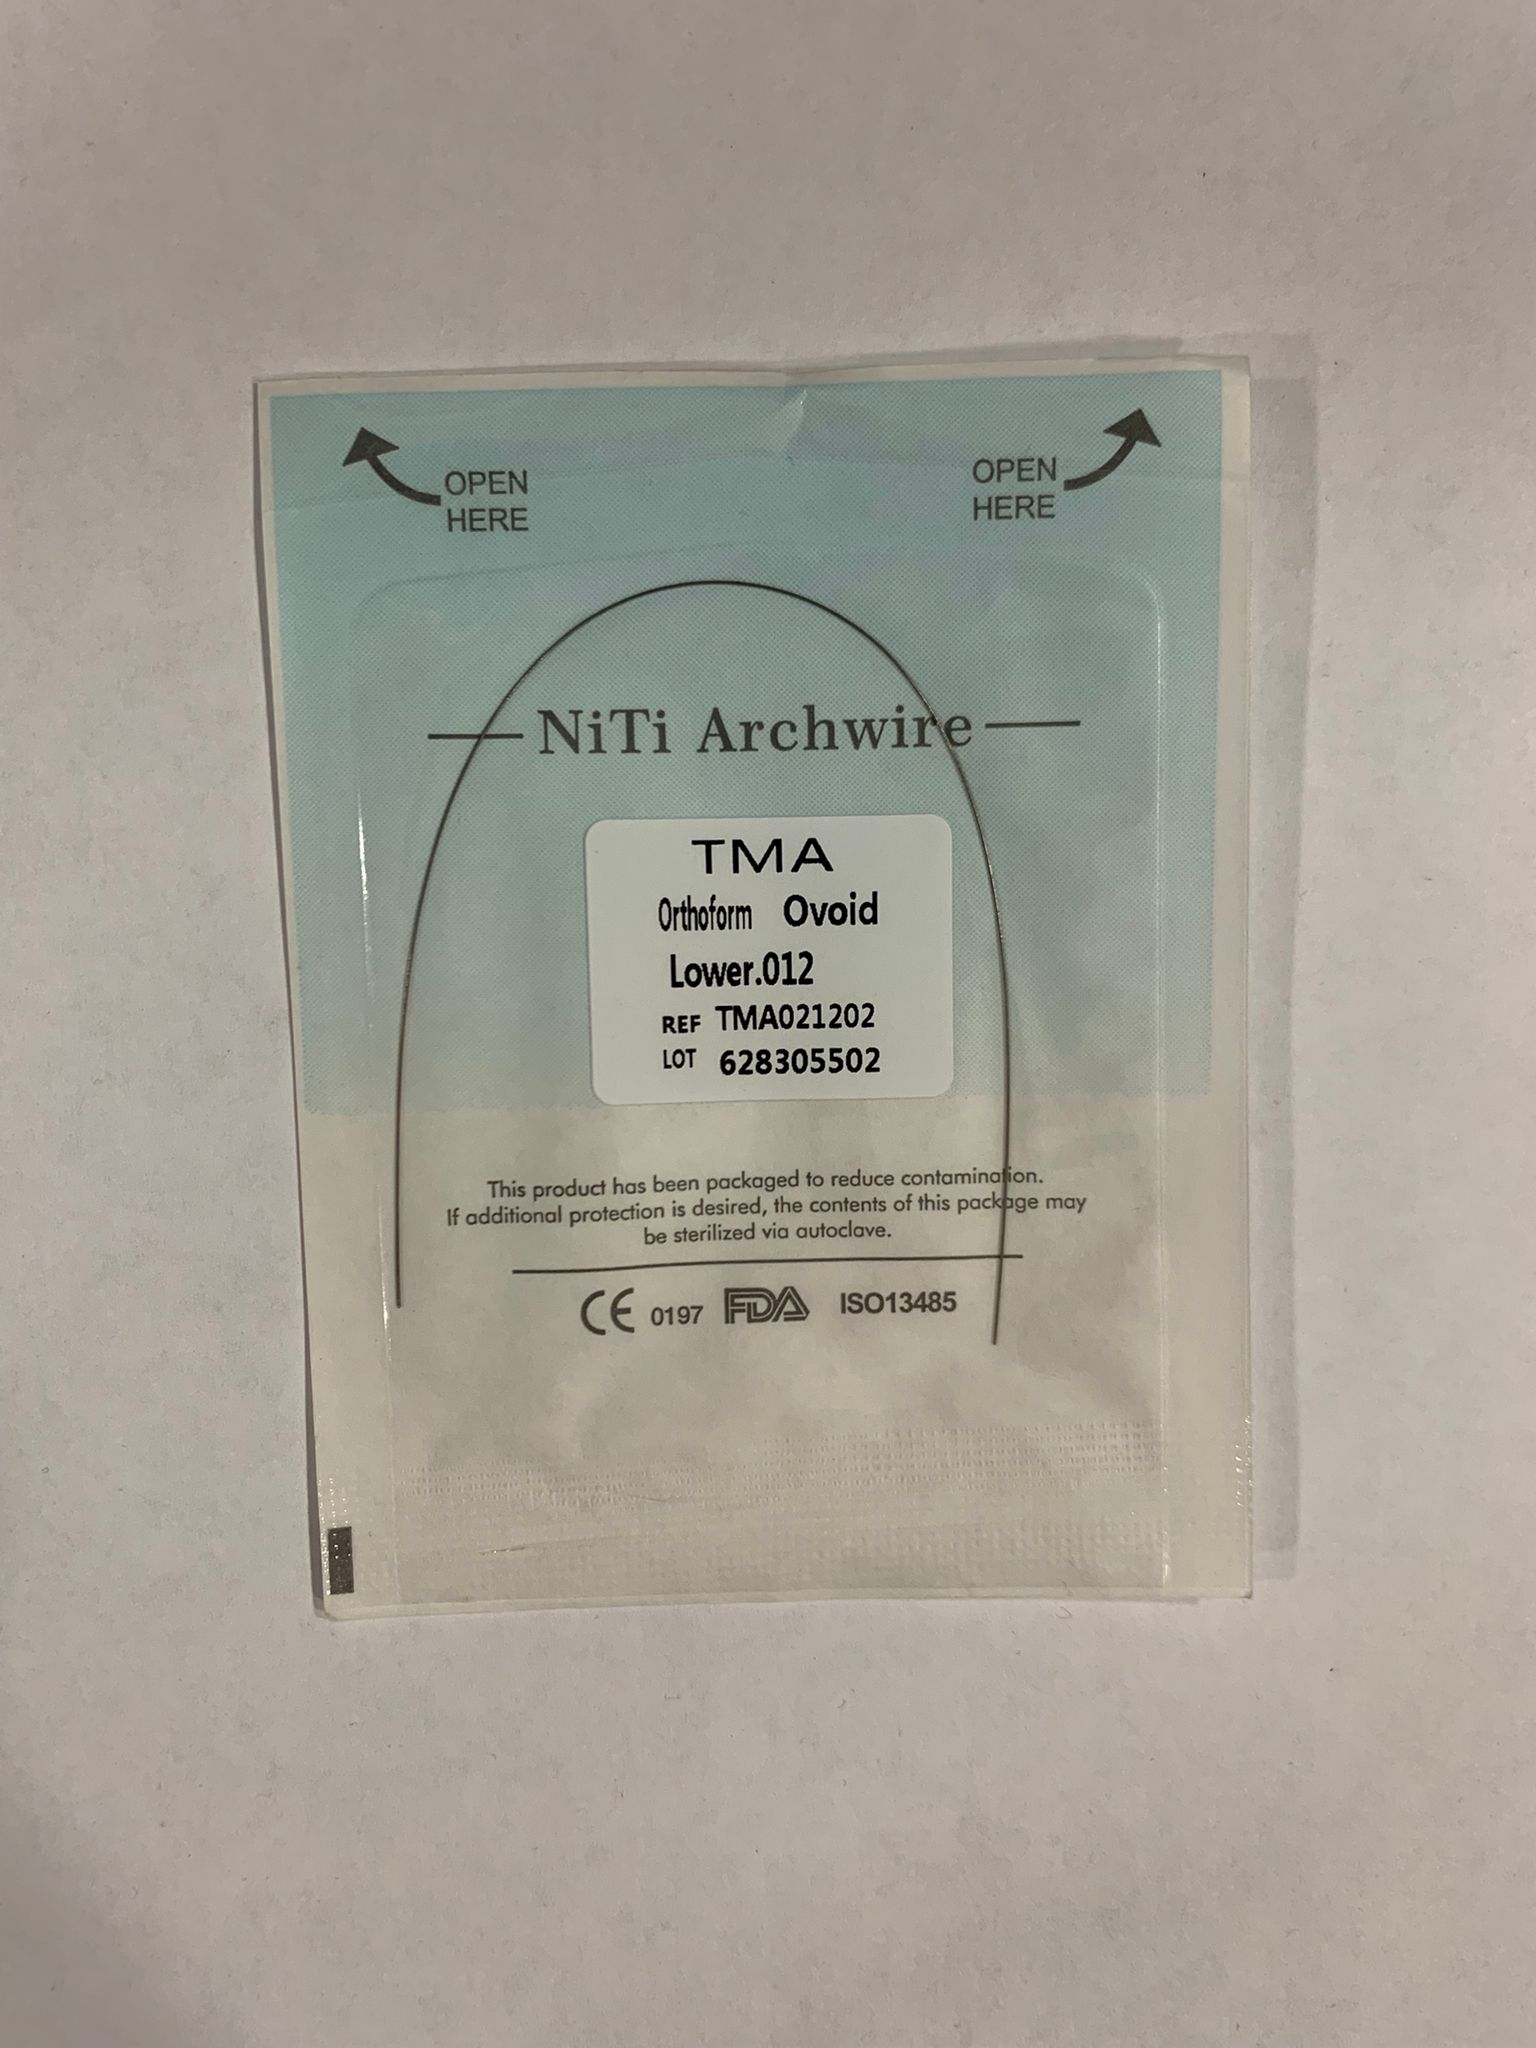 OPEN HERE
OPEN HERE
NiTi Archwire
TMA
Orthoform Ovoid
Lower.012
REF TMA021202
LOT 628305502
This product has been packaged to reduce contamination.
If additional protection is desired, the contents of this package may
be sterilized via autoclave.
CE 0197 FDA ISO13485